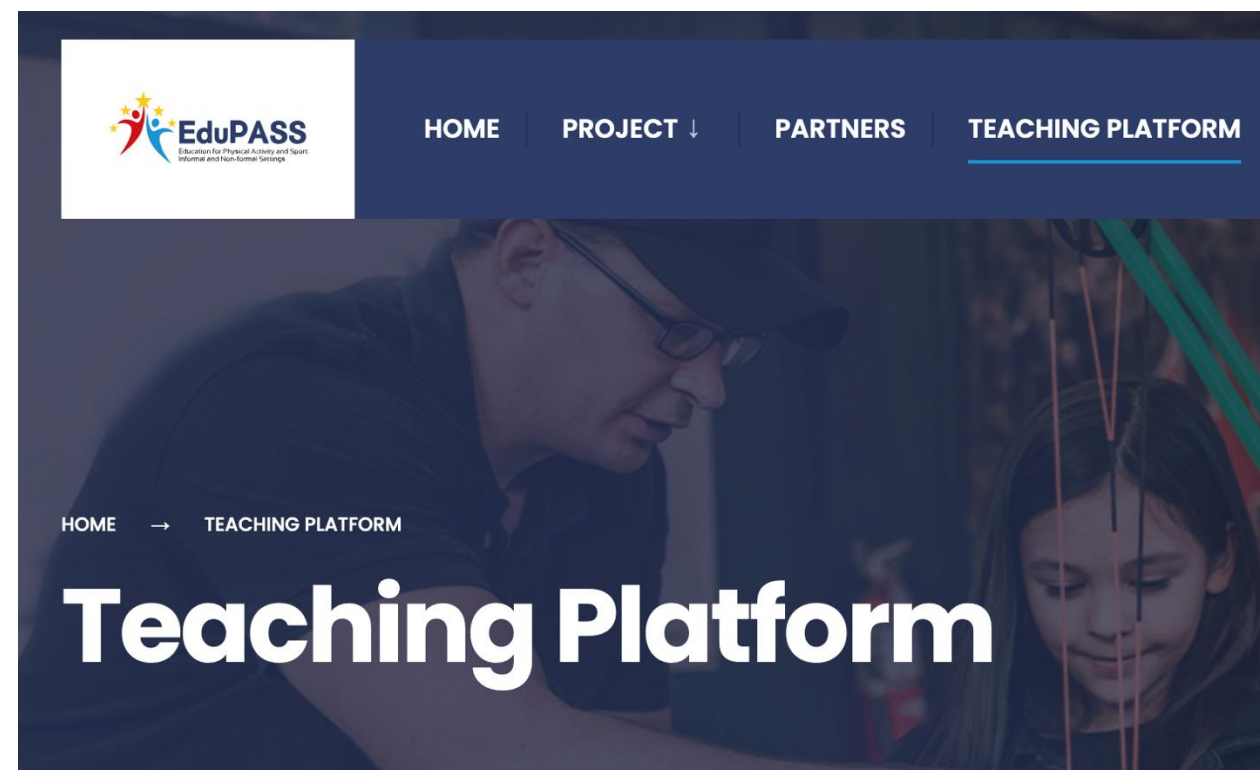 EduPASS
Education for Physical Activity and Sport
Informal and Non-formal Settings
HOME PROJECT ↓ PARTNERS TEACHING PLATFORM
HOME → TEACHING PLATFORM
Teaching Platform